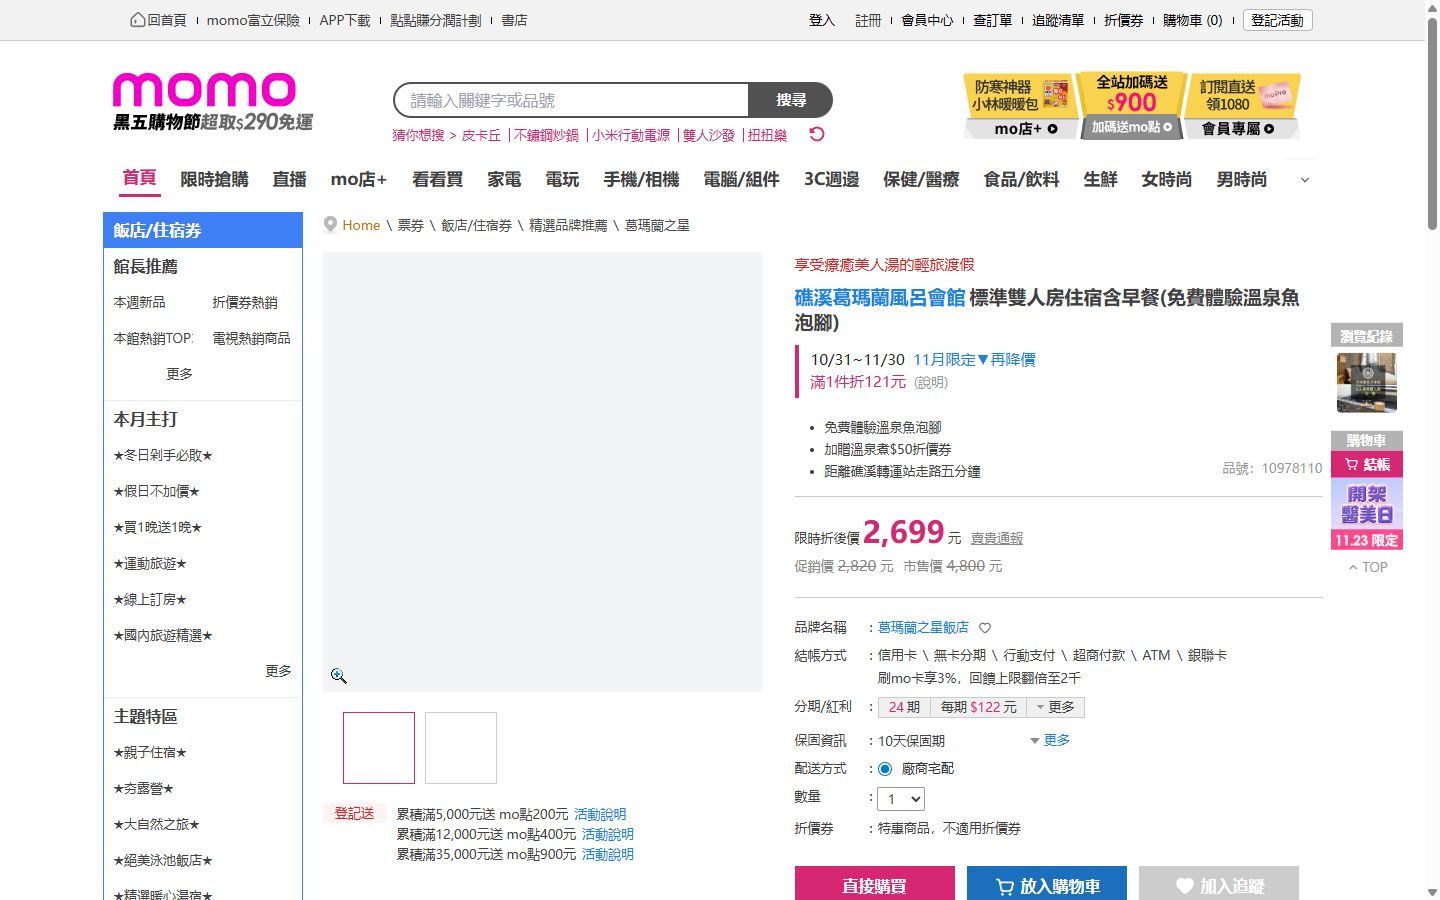 回首頁
momo富立保險
APP下載
點點賺分潤計劃
書店
登入
註冊
會員中心
查訂單
追蹤清單
折價券
購物車 (0)
登記活動
momo
黑五購物節超取$290免運
請輸入關鍵字或品號
搜尋
猜你想搜 > 皮卡丘 | 不鏽鋼炒鍋 | 小米行動電源 | 雙人沙發 | 扭扭樂
防寒神器
小林暖暖包
mo店+
全站加碼送
$900
加碼送mo點
訂閱直送
領1080
moPro
會員專屬
首頁
限時搶購
直播
mo店+
看看買
家電
電玩
手機/相機
電腦/組件
3C週邊
保健/醫療
食品/飲料
生鮮
女時尚
男時尚
飯店/住宿券
館長推薦
本週新品
折價券熱銷
本館熱銷TOP
電視熱銷商品
更多
本月主打
★冬日剁手必敗★
★假日不加價★
★買1晚送1晚★
★運動旅遊★
★線上訂房★
★國內旅遊精選★
更多
主題特區
★親子住宿★
★夯露營★
★大自然之旅★
★絕美泳池飯店★
★精選暖心湯宿★
Home \ 票券 \ 飯店/住宿券 \ 精選品牌推薦 \ 葛瑪蘭之星
登記送
累積滿5,000元送 mo點200元 活動說明
累積滿12,000元送 mo點400元 活動說明
累積滿35,000元送 mo點900元 活動說明
享受療癒美人湯的輕旅渡假
礁溪葛瑪蘭風呂會館 標準雙人房住宿含早餐(免費體驗溫泉魚
泡腳)
10/31~11/30 11月限定▼再降價
滿1件折121元 (說明)
• 免費體驗溫泉魚泡腳
• 加贈溫泉煮$50折價券
• 距離礁溪轉運站走路五分鐘
品號：10978110
限時折後價 2,699 元 賣貴通報
促銷價 2,820 元 市售價 4,800 元
品牌名稱 : 葛瑪蘭之星飯店
結帳方式 : 信用卡 \ 無卡分期 \ 行動支付 \ 超商付款 \ ATM \ 銀聯卡
刷mo卡享3%，回饋上限翻倍至2千
分期/紅利 : 24 期 每期 $122 元 更多
保固資訊 : 10天保固期 更多
配送方式 : 廠商宅配
數量 : 1
折價券 : 特惠商品，不適用折價券
直接購買
放入購物車
加入追蹤
瀏覽紀錄
購物車
結帳
開架
醫美日
11.23 限定
TOP